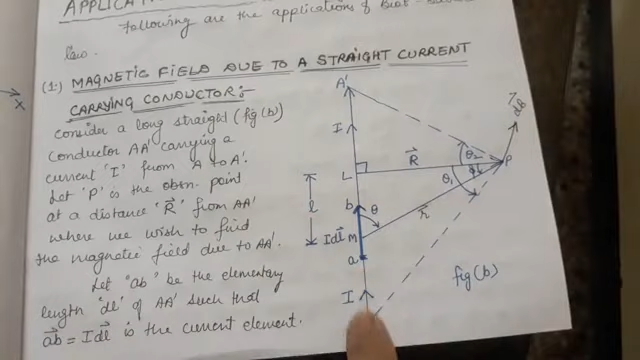 APPLICATION
Following are the applications of Biot-
law.
(1) MAGNETIC FIELD DUE TO A STRAIGHT CURRENT
CARRYING CONDUCTOR:-
Consider a long straight (fig(b)
conductor AA' carrying a
current "I" from A to A'.
Let 'P' is the obsn. point
at a distance 'R⃗' from AA'
where we wish to find
the magnetic field due to AA'.
Let "ab" be the elementary
length "dl" of AA' such that
a⃗b = Idl⃗ is the current element.
x
A'
I
L
R⃗
θ₂
P
dB⃗
θ₁
φ
l
b
θ
Idl⃗
M
r⃗
a
I
fig(b)